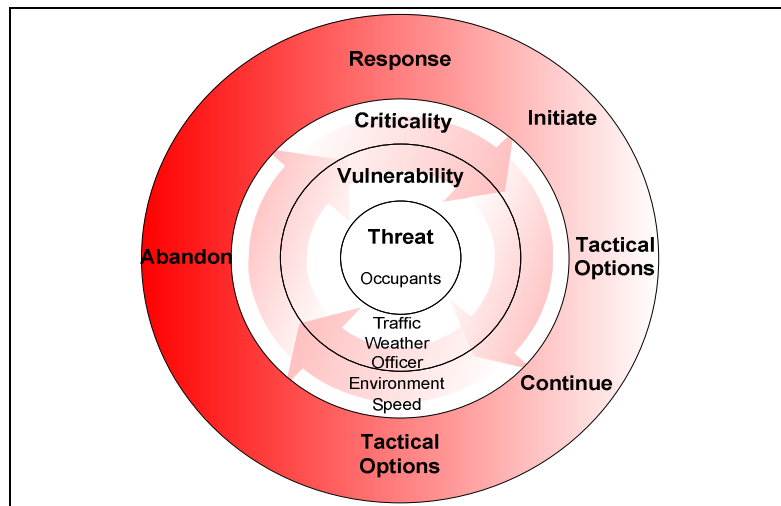 Response
Criticality
Initiate
Vulnerability
Threat
Abandon
Tactical
Options
Occupants
Traffic
Weather
Officer
Environment
Continue
Speed
Tactical
Options